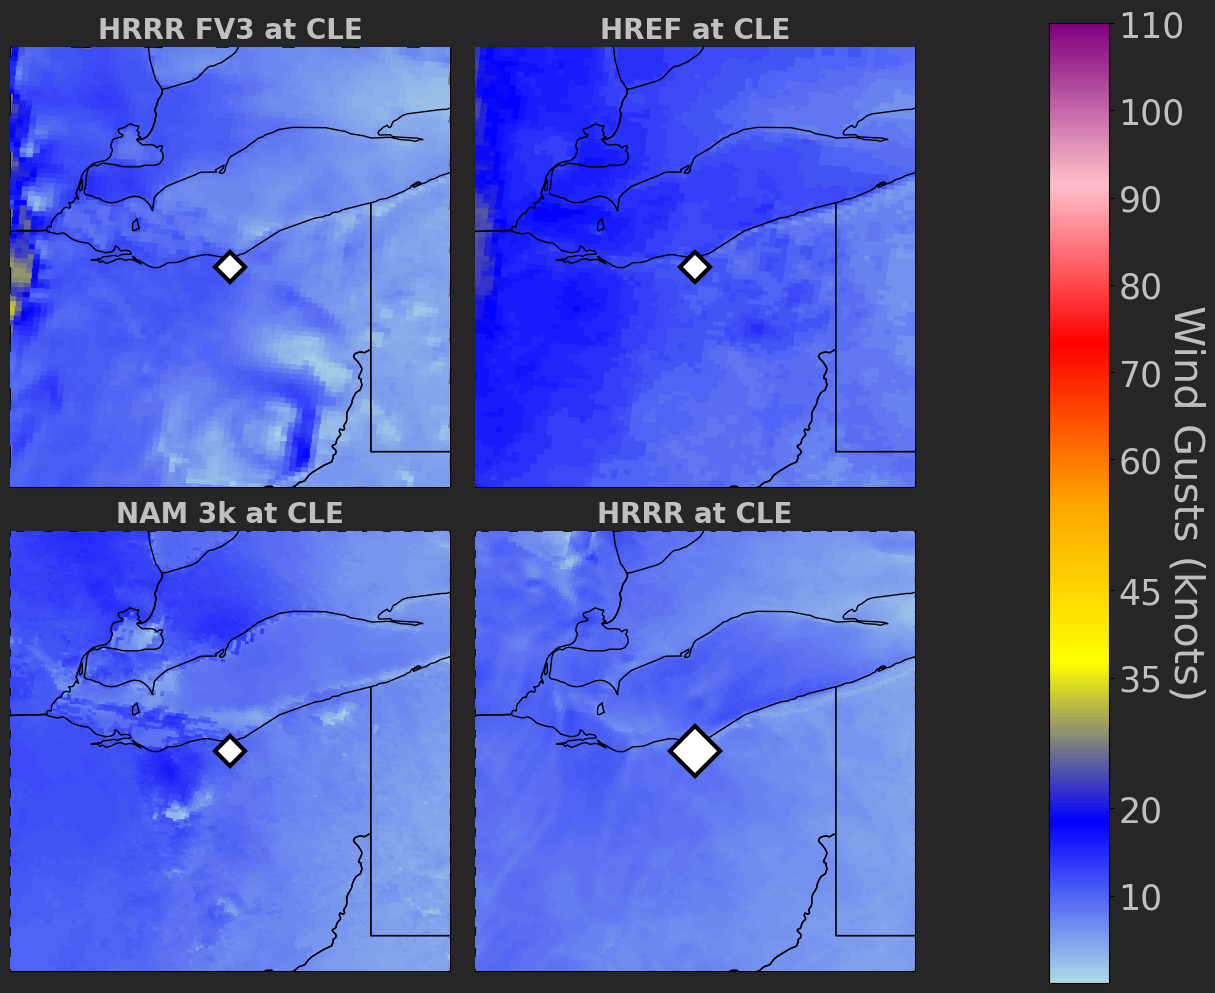 HRRR FV3 at CLE
HREF at CLE
NAM 3k at CLE
HRRR at CLE
110
100
90
80
70
60
45
35
20
10
Wind Gusts (knots)